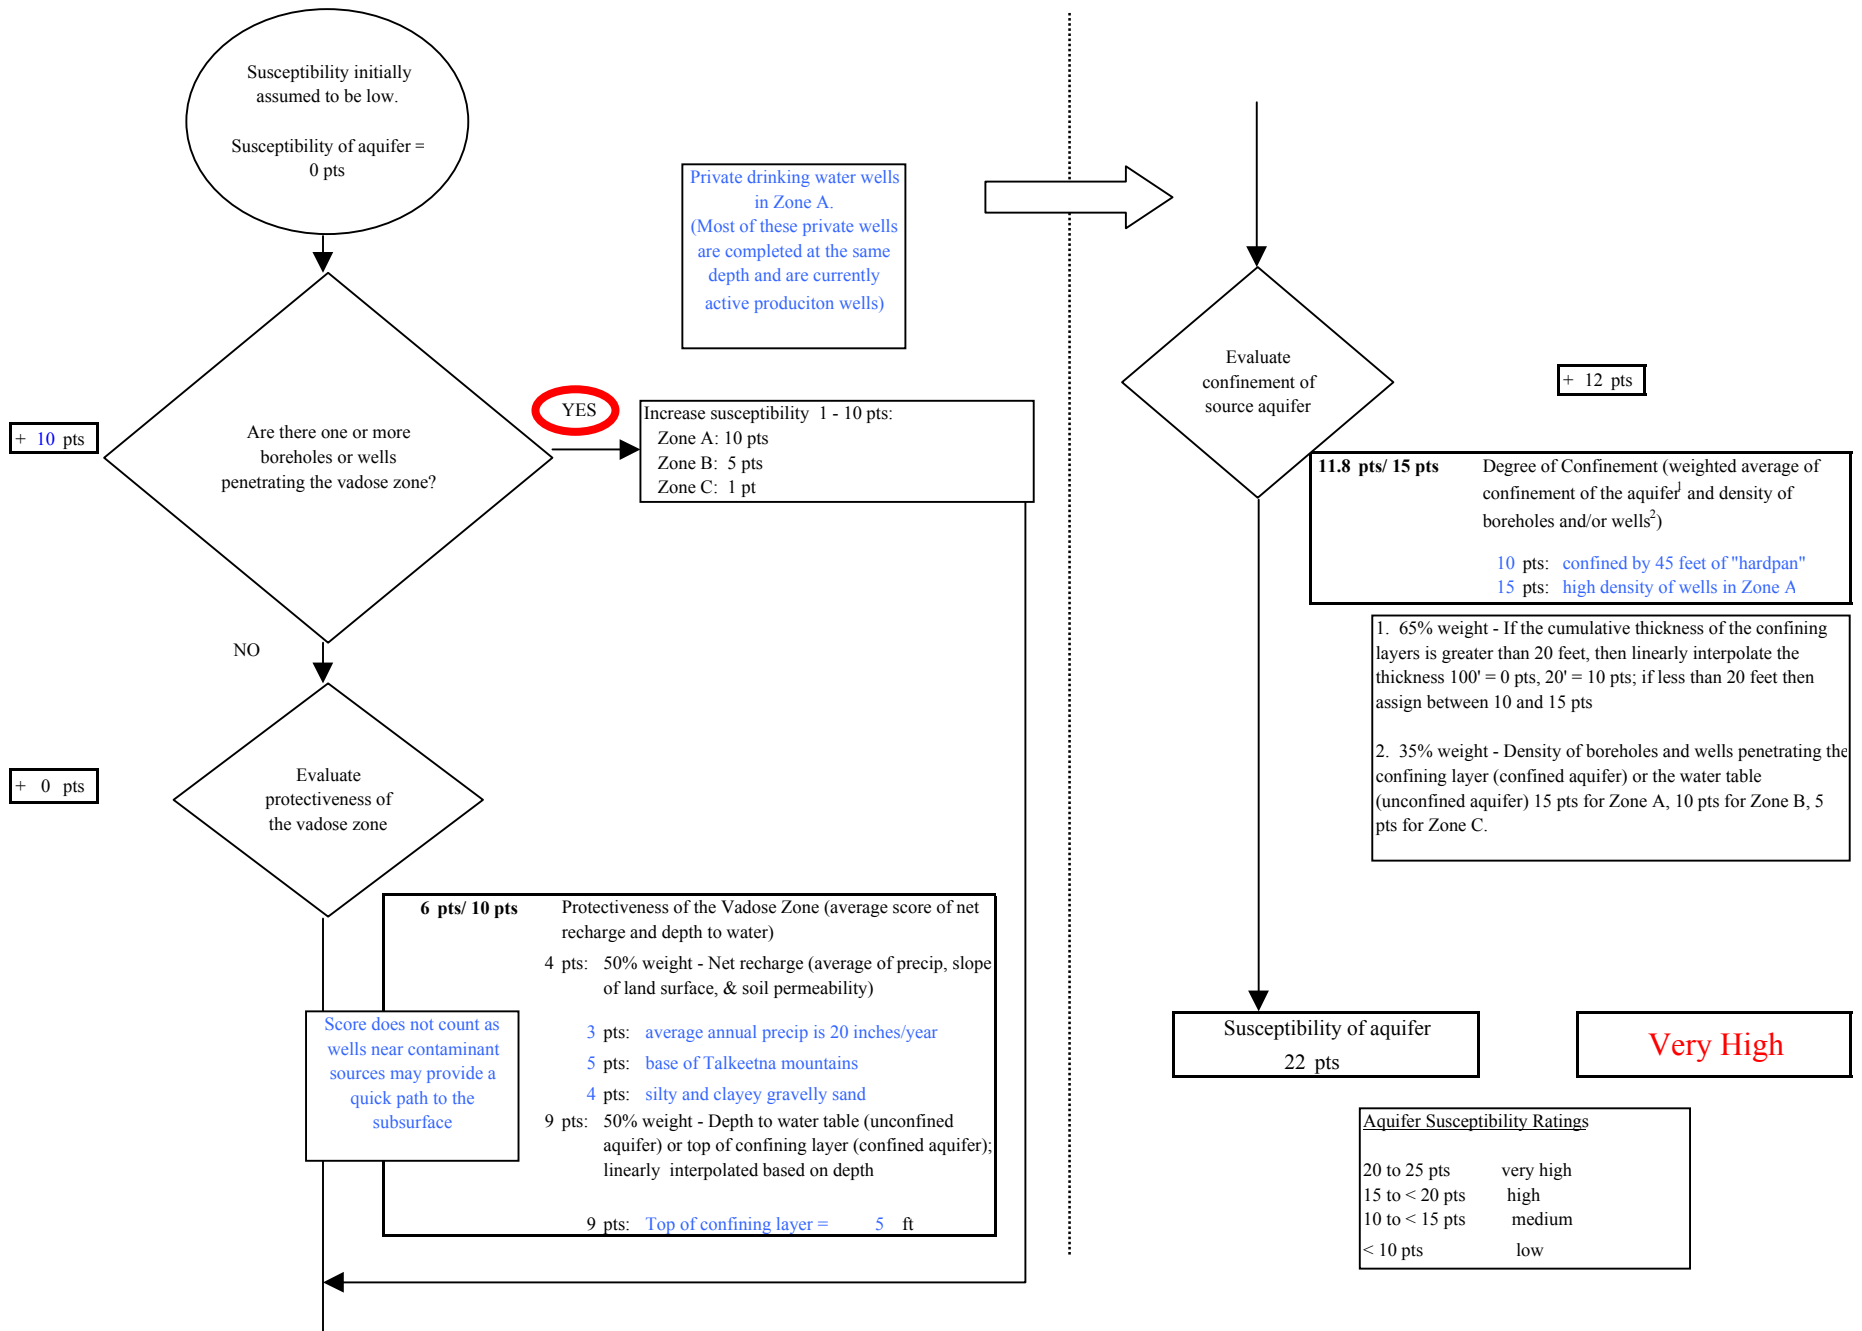 Susceptibility initially
assumed to be low.
Susceptibility of aquifer =
0 pts
Private drinking water wells
in Zone A.
(Most of these private wells
are completed at the same
depth and are currently
active produciton wells)
+ 10 pts
Are there one or more
boreholes or wells
penetrating the vadose zone?
YES
Increase susceptibility 1 - 10 pts:
Zone A: 10 pts
Zone B: 5 pts
Zone C: 1 pt
NO
+ 0 pts
Evaluate
protectiveness of
the vadose zone
6 pts/ 10 pts Protectiveness of the Vadose Zone (average score of net
recharge and depth to water)
4 pts: 50% weight - Net recharge (average of precip, slope
of land surface, & soil permeability)
3 pts: average annual precip is 20 inches/year
5 pts: base of Talkeetna mountains
4 pts: silty and clayey gravelly sand
9 pts: 50% weight - Depth to water table (unconfined
aquifer) or top of confining layer (confined aquifer);
linearly interpolated based on depth
9 pts: Top of confining layer = 5 ft
Score does not count as
wells near contaminant
sources may provide a
quick path to the
subsurface
Evaluate
confinement of
source aquifer
+ 12 pts
11.8 pts/ 15 pts Degree of Confinement (weighted average of
confinement of the aquifer1 and density of
boreholes and/or wells2)
10 pts: confined by 45 feet of "hardpan"
15 pts: high density of wells in Zone A
1. 65% weight - If the cumulative thickness of the confining
layers is greater than 20 feet, then linearly interpolate the
thickness 100' = 0 pts, 20' = 10 pts; if less than 20 feet then
assign between 10 and 15 pts
2. 35% weight - Density of boreholes and wells penetrating the
confining layer (confined aquifer) or the water table
(unconfined aquifer) 15 pts for Zone A, 10 pts for Zone B, 5
pts for Zone C.
Susceptibility of aquifer
22 pts
Very High
Aquifer Susceptibility Ratings
20 to 25 pts very high
15 to < 20 pts high
10 to < 15 pts medium
< 10 pts low